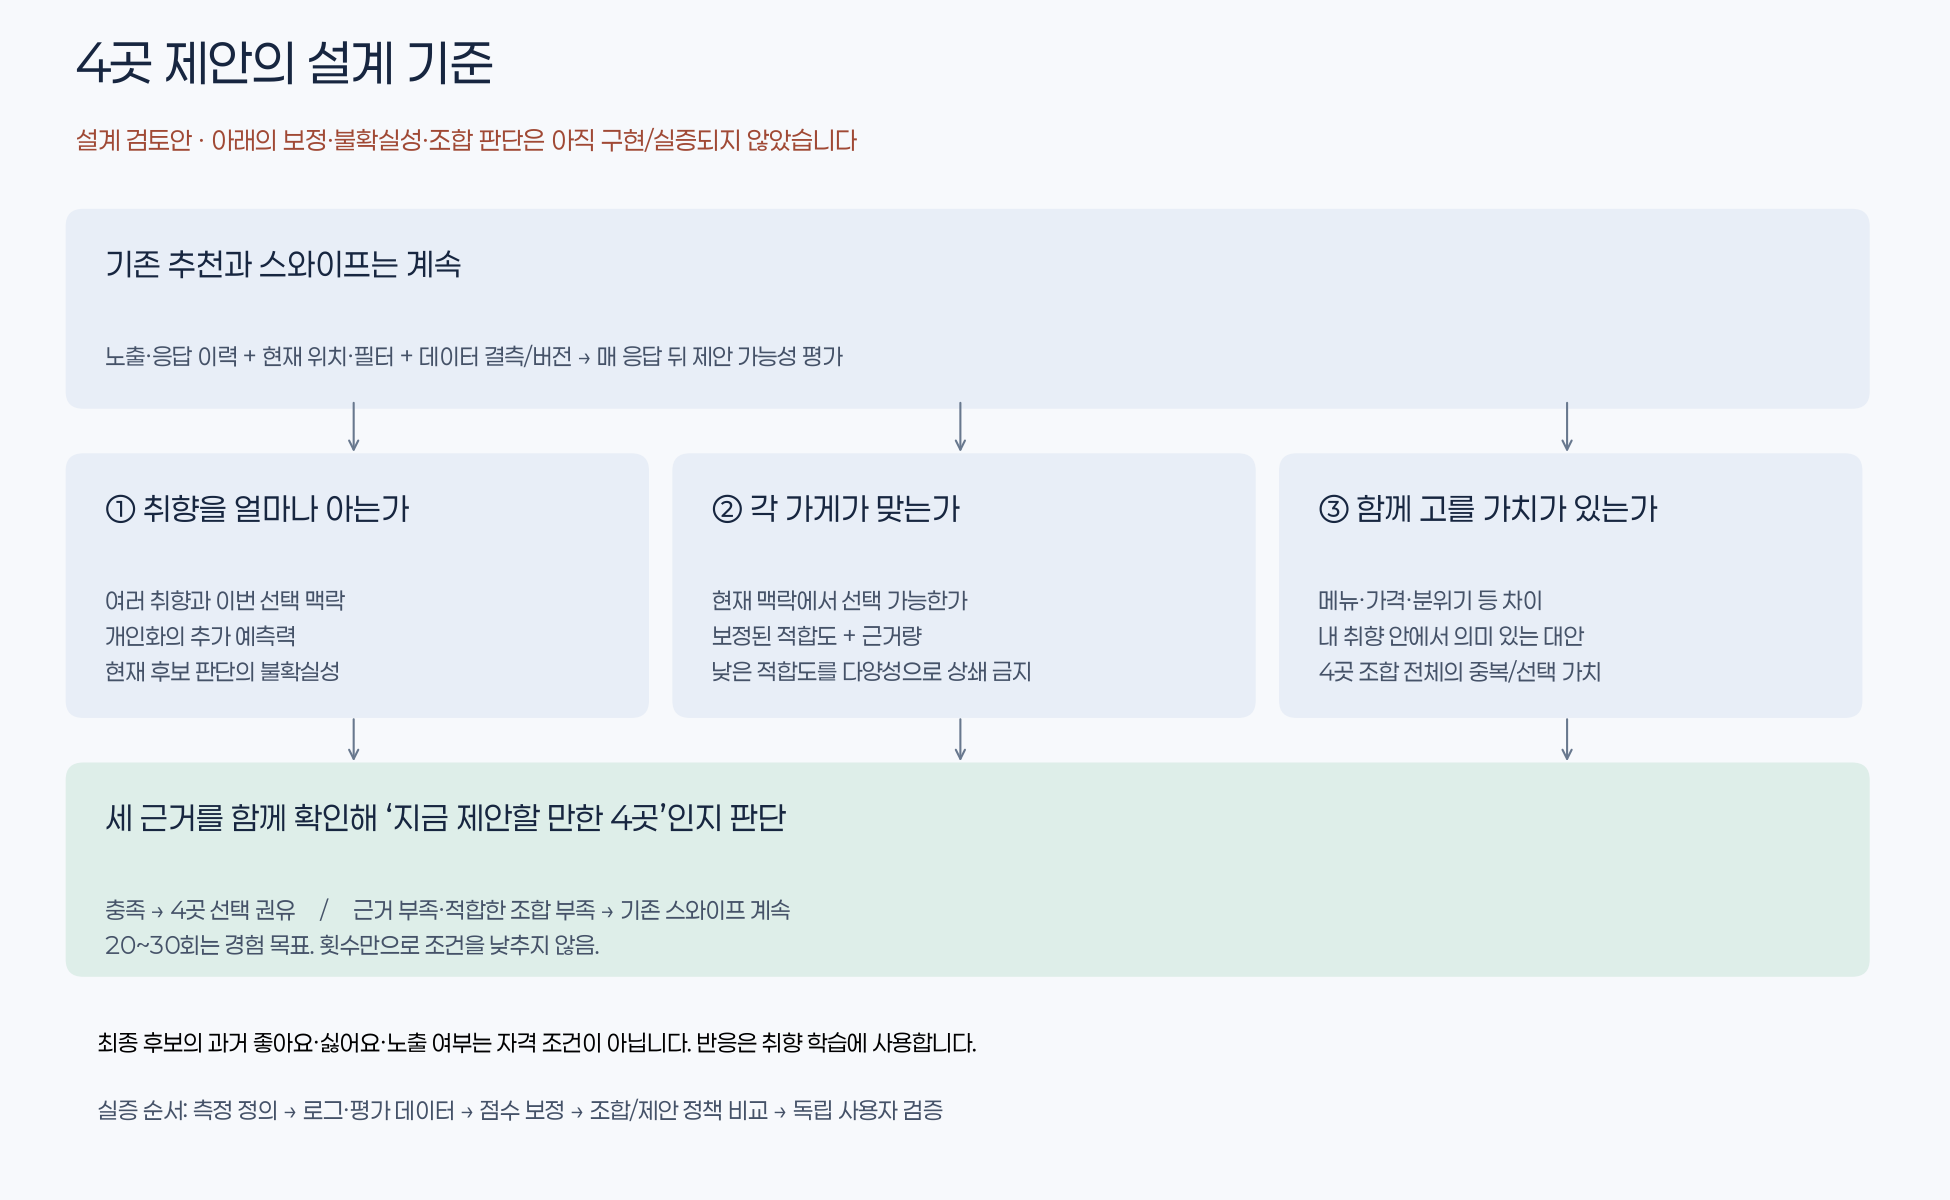 4곳 제안의 설계 기준
설계 검토안 · 아래의 보정·불확실성·조합 판단은 아직 구현/실증되지 않았습니다
기존 추천과 스와이프는 계속
노출·응답 이력 + 현재 위치·필터 + 데이터 결측/버전 → 매 응답 뒤 제안 가능성 평가
① 취향을 얼마나 아는가
여러 취향과 이번 선택 맥락
개인화의 추가 예측력
현재 후보 판단의 불확실성
② 각 가게가 맞는가
현재 맥락에서 선택 가능한가
보정된 적합도 + 근거량
낮은 적합도를 다양성으로 상쇄 금지
③ 함께 고를 가치가 있는가
메뉴·가격·분위기 등 차이
내 취향 안에서 의미 있는 대안
4곳 조합 전체의 중복/선택 가치
세 근거를 함께 확인해 ‘지금 제안할 만한 4곳’인지 판단
충족 → 4곳 선택 권유 / 근거 부족·적합한 조합 부족 → 기존 스와이프 계속
20~30회는 경험 목표. 횟수만으로 조건을 낮추지 않음.
최종 후보의 과거 좋아요·싫어요·노출 여부는 자격 조건이 아닙니다. 반응은 취향 학습에 사용합니다.
실증 순서: 측정 정의 → 로그·평가 데이터 → 점수 보정 → 조합/제안 정책 비교 → 독립 사용자 검증